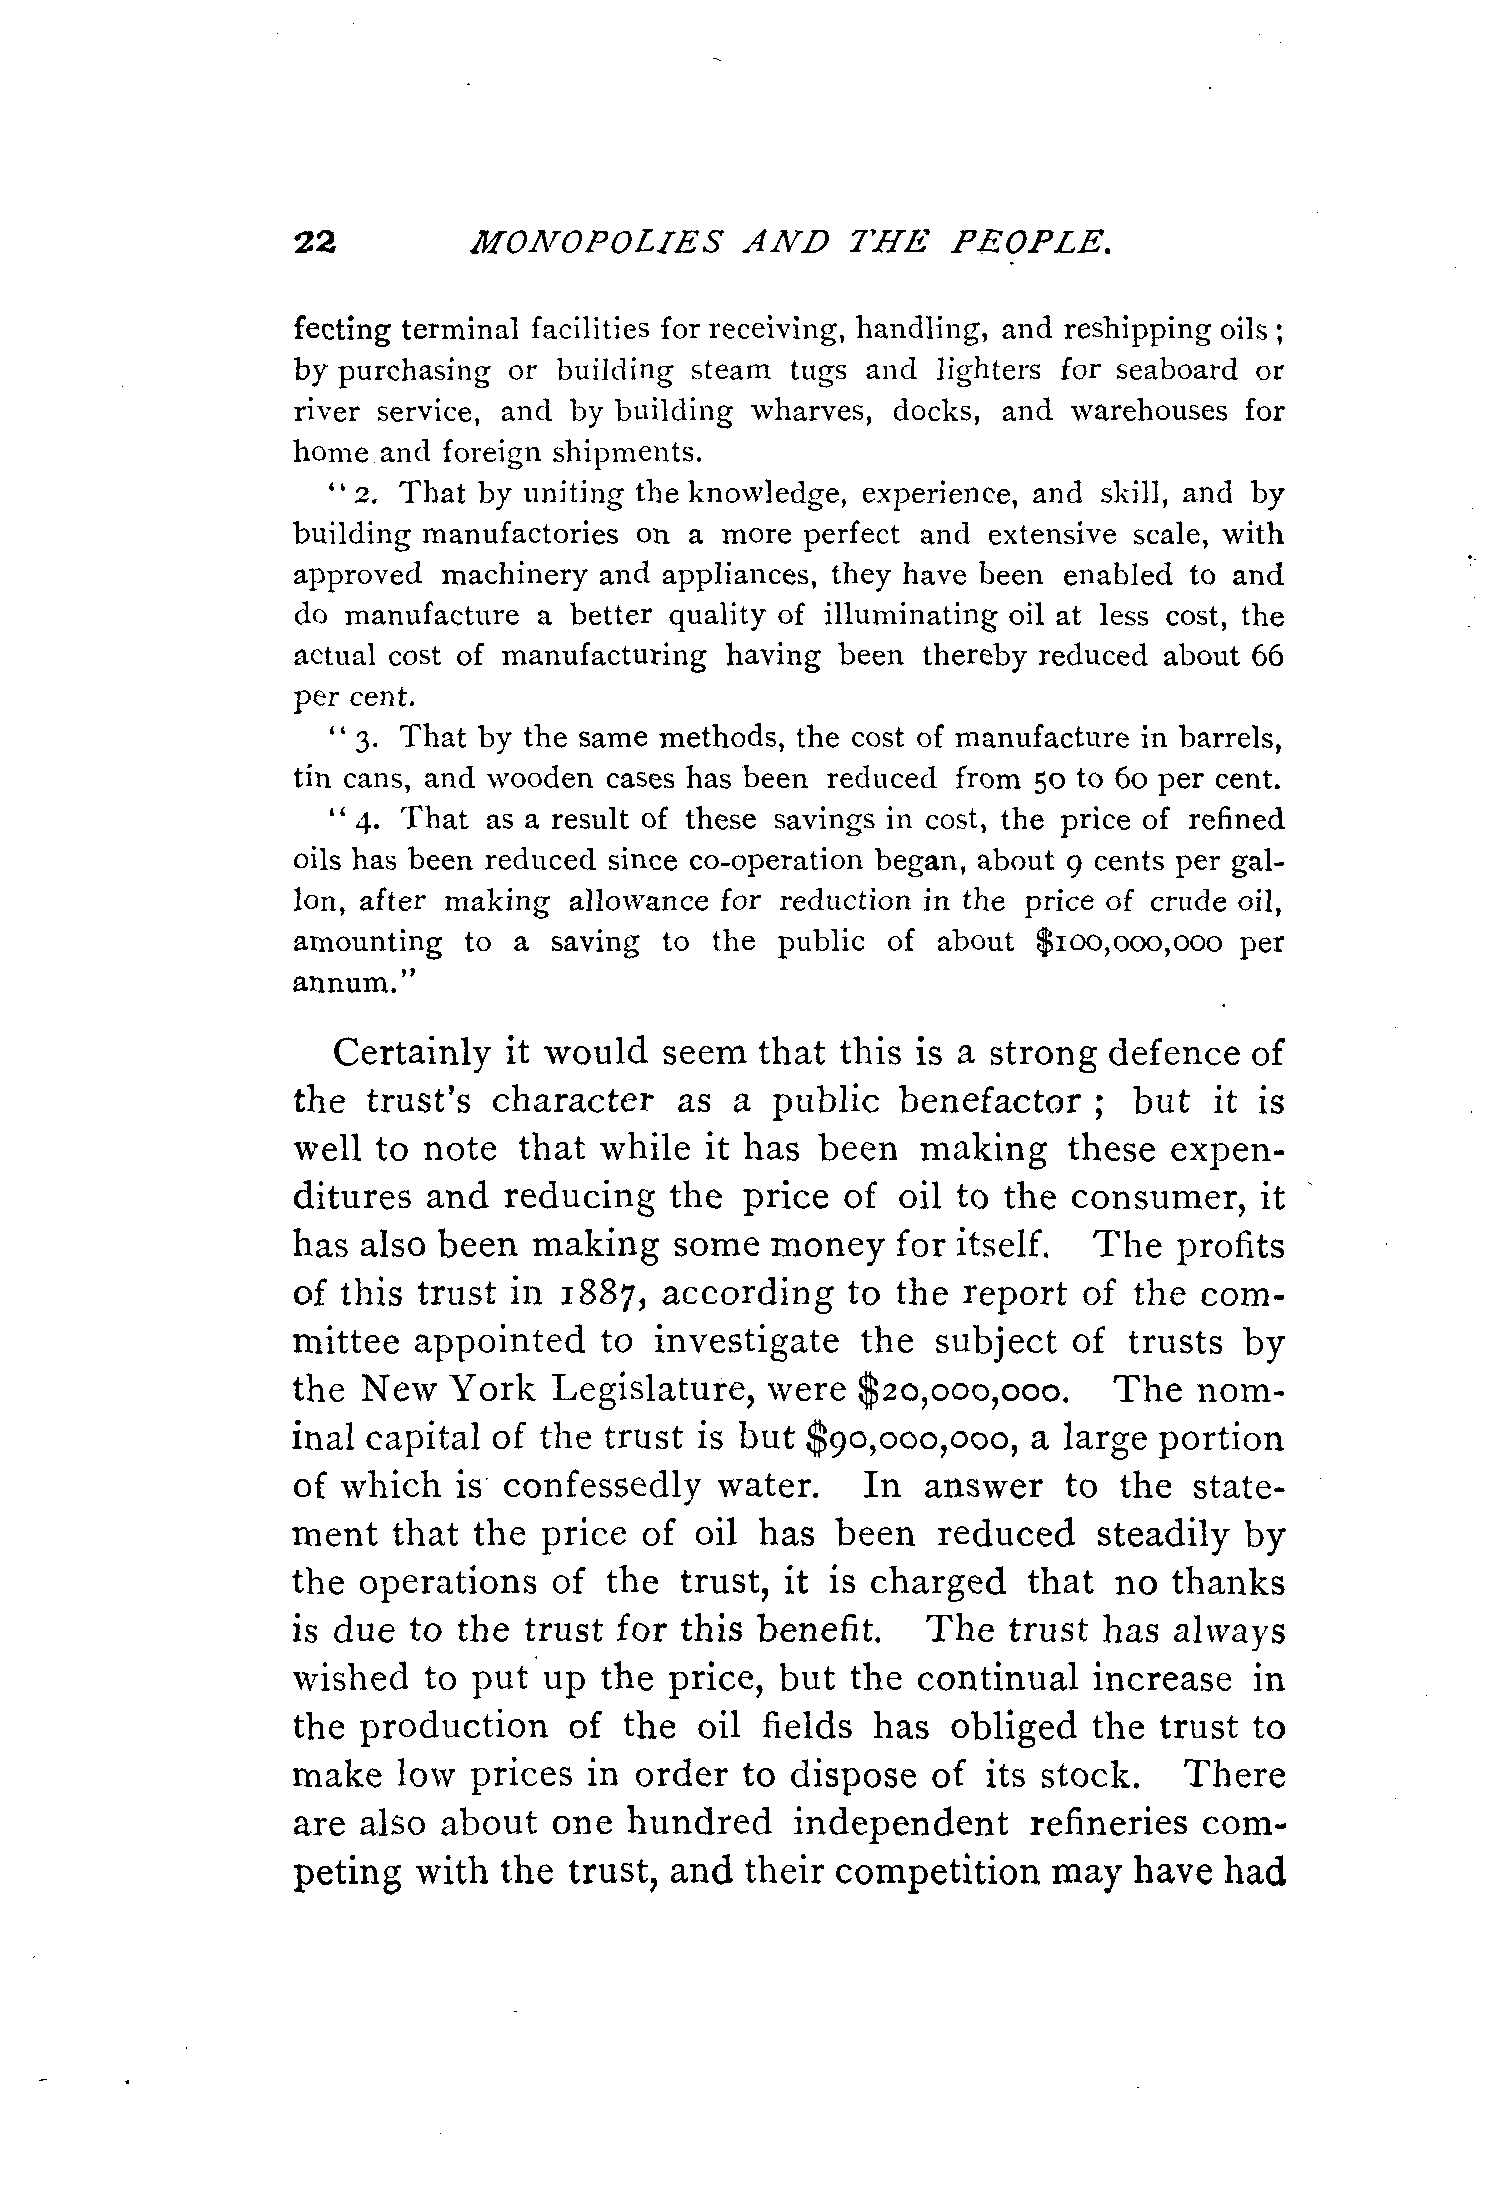 22 MONOPOLIES AND THE PEOPLE.
fecting terminal facilities for receiving, handling, and reshipping oils ;
by purchasing or building steam tugs and lighters for seaboard or
river service, and by building wharves, docks, and warehouses for
home and foreign shipments.
“ 2. That by uniting the knowledge, experience, and skill, and by
building manufactories on a more perfect and extensive scale, with
approved machinery and appliances, they have been enabled to and
do manufacture a better quality of illuminating oil at less cost, the
actual cost of manufacturing having been thereby reduced about 66
per cent.
“ 3. That by the same methods, the cost of manufacture in barrels,
tin cans, and wooden cases has been reduced from 50 to 60 per cent.
“ 4. That as a result of these savings in cost, the price of refined
oils has been reduced since co-operation began, about 9 cents per gal-
lon, after making allowance for reduction in the price of crude oil,
amounting to a saving to the public of about $100,000,000 per
annum.”
Certainly it would seem that this is a strong defence of
the trust's character as a public benefactor ; but it is
well to note that while it has been making these expen-
ditures and reducing the price of oil to the consumer, it
has also been making some money for itself. The profits
of this trust in 1887, according to the report of the com-
mittee appointed to investigate the subject of trusts by
the New York Legislature, were $20,000,000. The nom-
inal capital of the trust is but $90,000,000, a large portion
of which is confessedly water. In answer to the state-
ment that the price of oil has been reduced steadily by
the operations of the trust, it is charged that no thanks
is due to the trust for this benefit. The trust has always
wished to put up the price, but the continual increase in
the production of the oil fields has obliged the trust to
make low prices in order to dispose of its stock. There
are also about one hundred independent refineries com-
peting with the trust, and their competition may have had